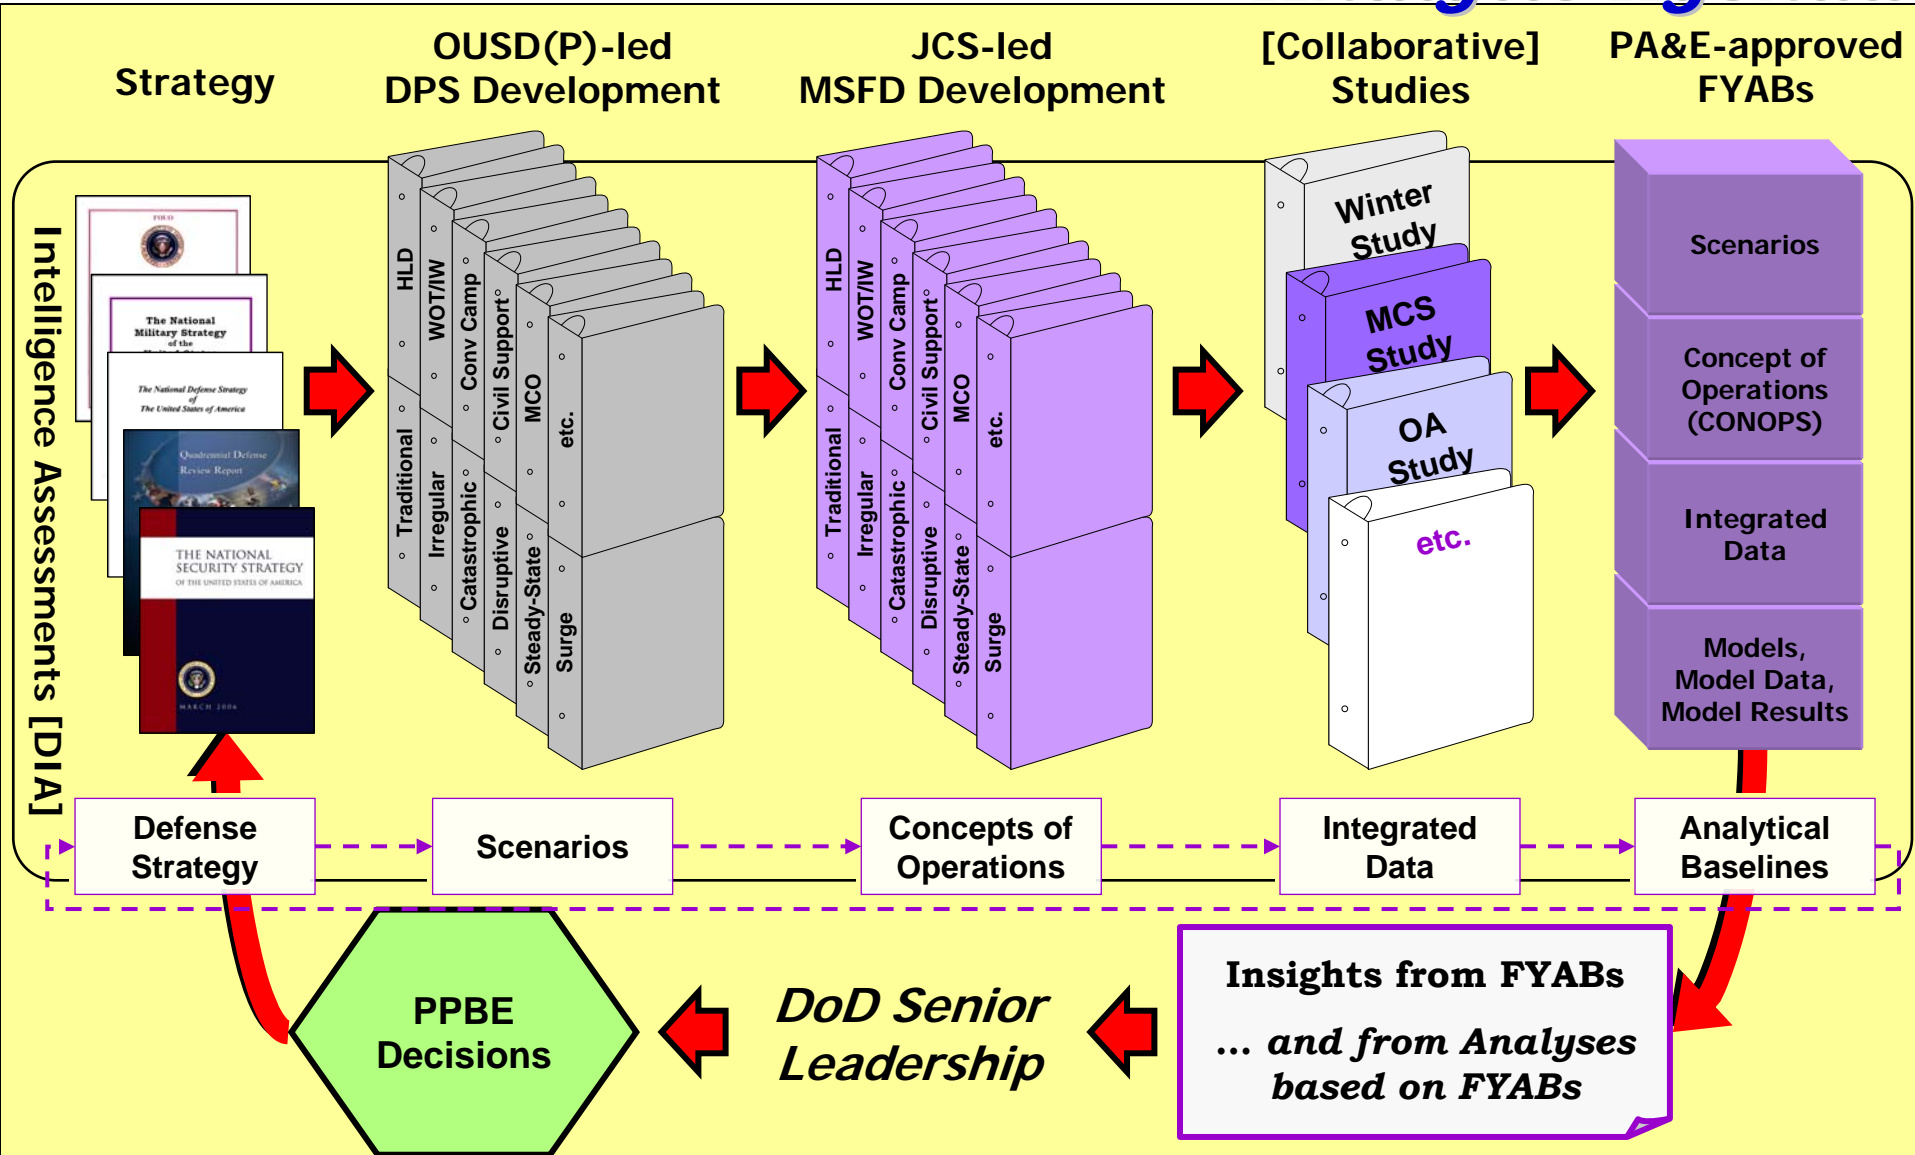 Strategy
OUSD(P)-led
DPS Development
JCS-led
MSFD Development
[Collaborative]
Studies
PA&E-approved
FYABs
Intelligence Assessments [DIA]
FOUO
The National
Military Strategy
of the
The National Defense Strategy
of
The United States of America
Quadrennial Defense
Review Report
THE NATIONAL
SECURITY STRATEGY
OF THE UNITED STATES OF AMERICA
MARCH 2006
HLD
Traditional
WOT/IW
Irregular
Conv Camp
Catastrophic
Civil Support
Disruptive
MCO
Steady-State
etc.
Surge
HLD
Traditional
WOT/IW
Irregular
Conv Camp
Catastrophic
Civil Support
Disruptive
MCO
Steady-State
etc.
Surge
Winter
Study
MCS
Study
OA
Study
etc.
Scenarios
Concept of
Operations
(CONOPS)
Integrated
Data
Models,
Model Data,
Model Results
Defense
Strategy
Scenarios
Concepts of
Operations
Integrated
Data
Analytical
Baselines
PPBE
Decisions
DoD Senior
Leadership
Insights from FYABs
... and from Analyses
based on FYABs